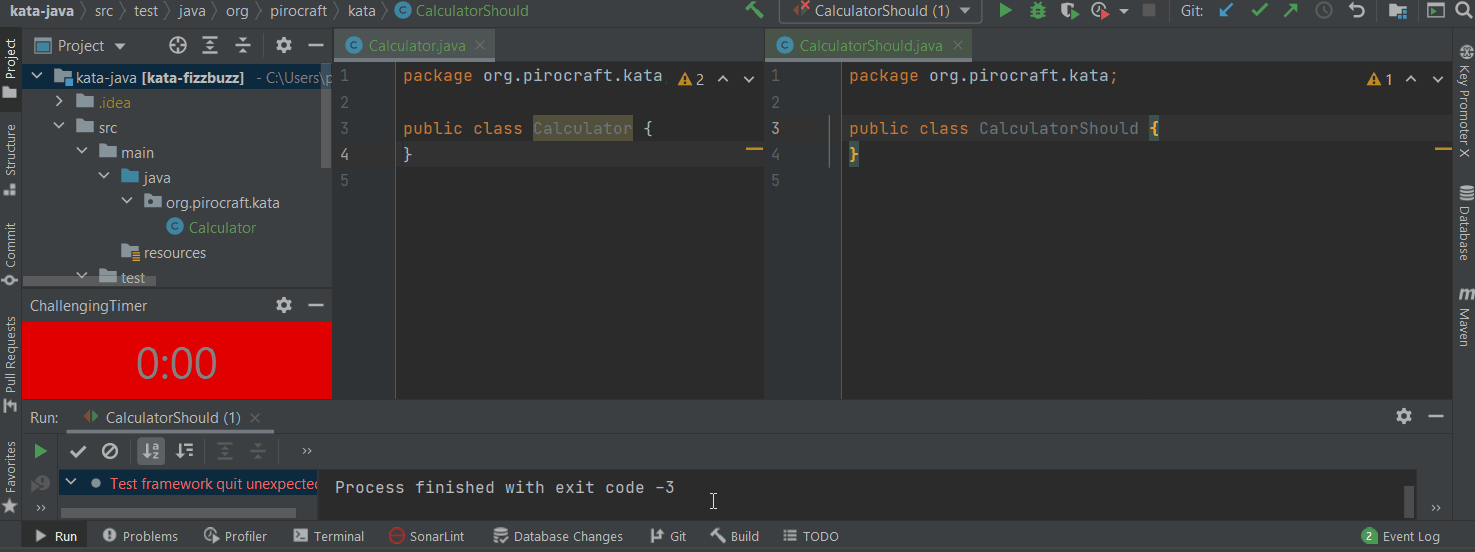 kata-java src test java org pirocraft kata CalculatorShould CalculatorShould (1) Git:
Project
Calculator.java
CalculatorShould.java
Project
Structure
Commit
Pull Requests
Favorites
kata-java [kata-fizzbuzz] - C:\Users\p
.idea
src
main
java
org.pirocraft.kata
Calculator
resources
test
ChallengingTimer
0:00
1 package org.pirocraft.kata 2
2
3 public class Calculator {
4 }
5
1 package org.pirocraft.kata; 1
2
3 public class CalculatorShould {
4 }
5
Key Promoter X
Database
m Maven
Run: CalculatorShould (1)
Test framework quit unexpected
Process finished with exit code -3
Run Problems Profiler Terminal SonarLint Database Changes Git Build TODO 2 Event Log